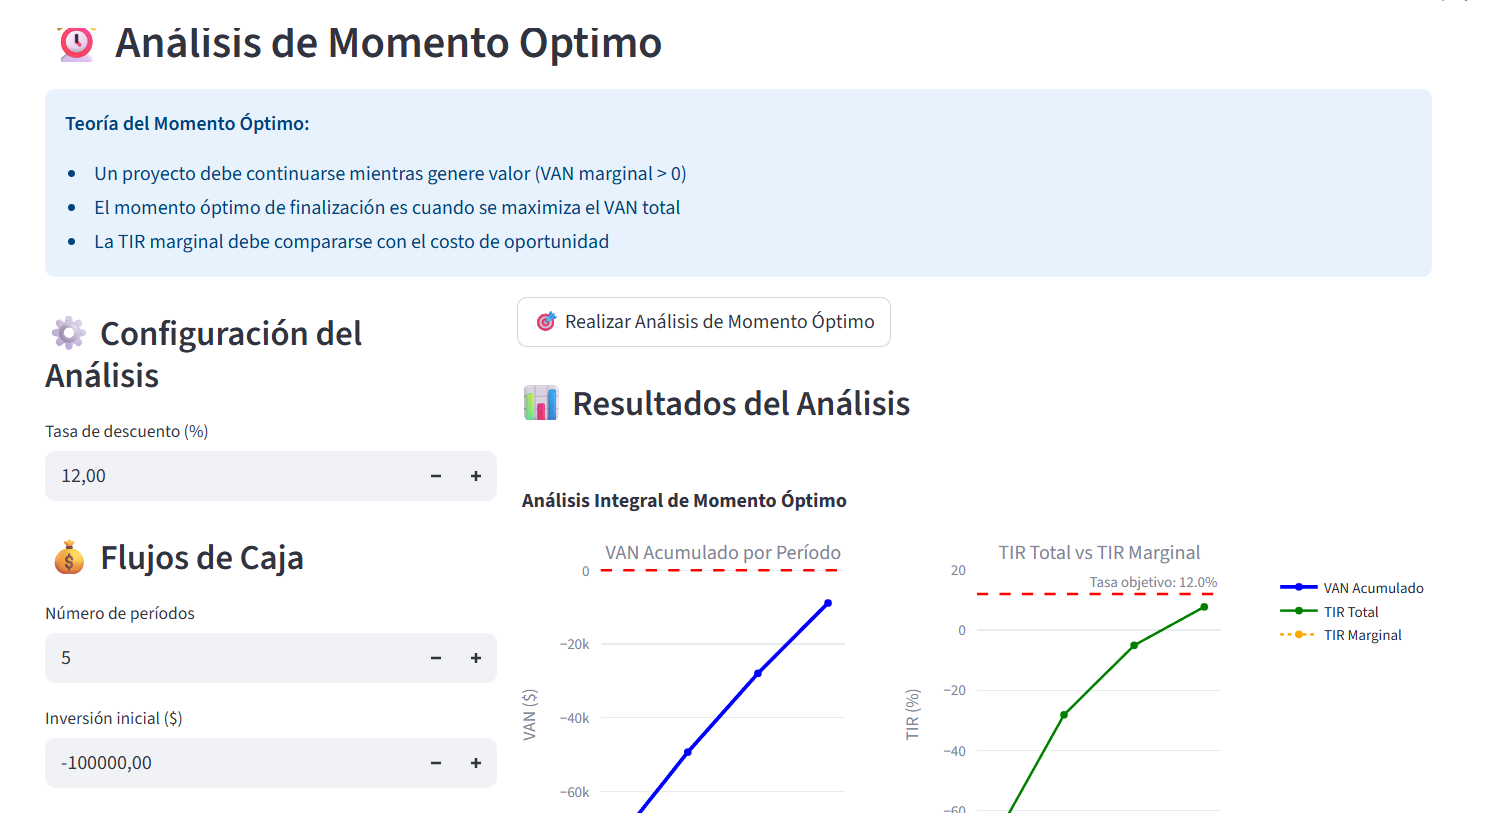 Análisis de Momento Optimo
Teoría del Momento Óptimo:
Un proyecto debe continuarse mientras genere valor (VAN marginal > 0)
El momento óptimo de finalización es cuando se maximiza el VAN total
La TIR marginal debe compararse con el costo de oportunidad
Configuración del
Análisis
Tasa de descuento (%)
12,00
Flujos de Caja
Número de períodos
5
Inversión inicial ($)
-100000,00
Realizar Análisis de Momento Óptimo
Resultados del Análisis
Análisis Integral de Momento Óptimo
VAN Acumulado por Período
0
−20k
−40k
−60k
VAN ($)
TIR Total vs TIR Marginal
20
Tasa objetivo: 12.0%
0
−20
−40
−60
TIR (%)
VAN Acumulado
TIR Total
TIR Marginal